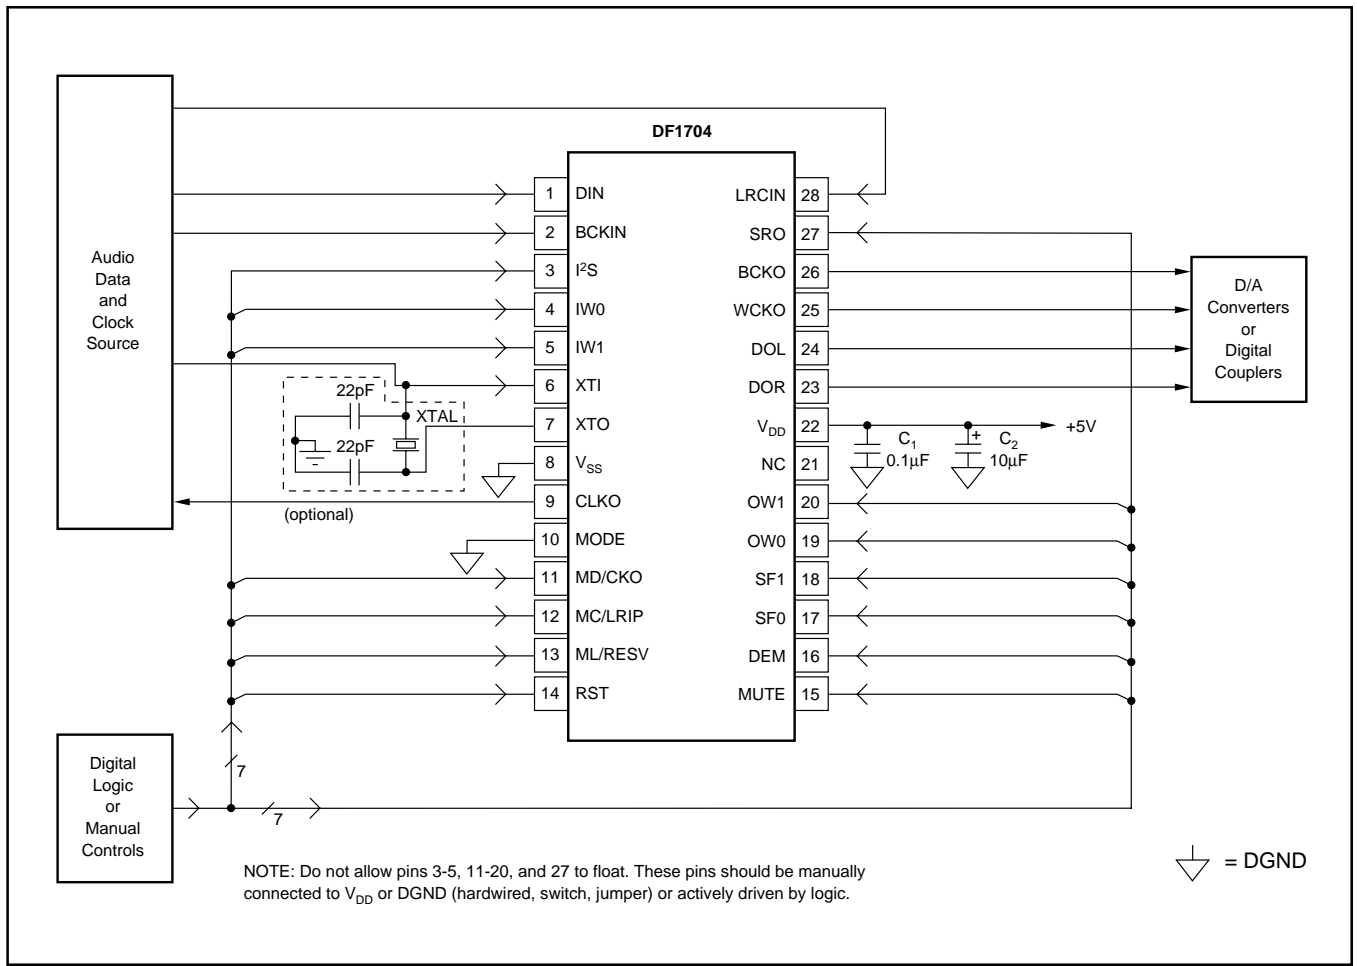 DF1704
Audio
Data
and
Clock
Source
1 DIN
2 BCKIN
3 I²S
4 IW0
5 IW1
6 XTI
7 XTO
8 V_SS
9 CLKO
10 MODE
11 MD/CKO
12 MC/LRIP
13 ML/RESV
14 RST
LRCIN 28
SRO 27
BCKO 26
WCKO 25
DOL 24
DOR 23
V_DD 22
NC 21
OW1 20
OW0 19
SF1 18
SF0 17
DEM 16
MUTE 15
22pF
XTAL
22pF
(optional)
C₁
0.1μF
+
C₂
10μF
+5V
D/A
Converters
or
Digital
Couplers
Digital
Logic
or
Manual
Controls
7
7
NOTE: Do not allow pins 3-5, 11-20, and 27 to float. These pins should be manually
connected to V_DD or DGND (hardwired, switch, jumper) or actively driven by logic.
= DGND